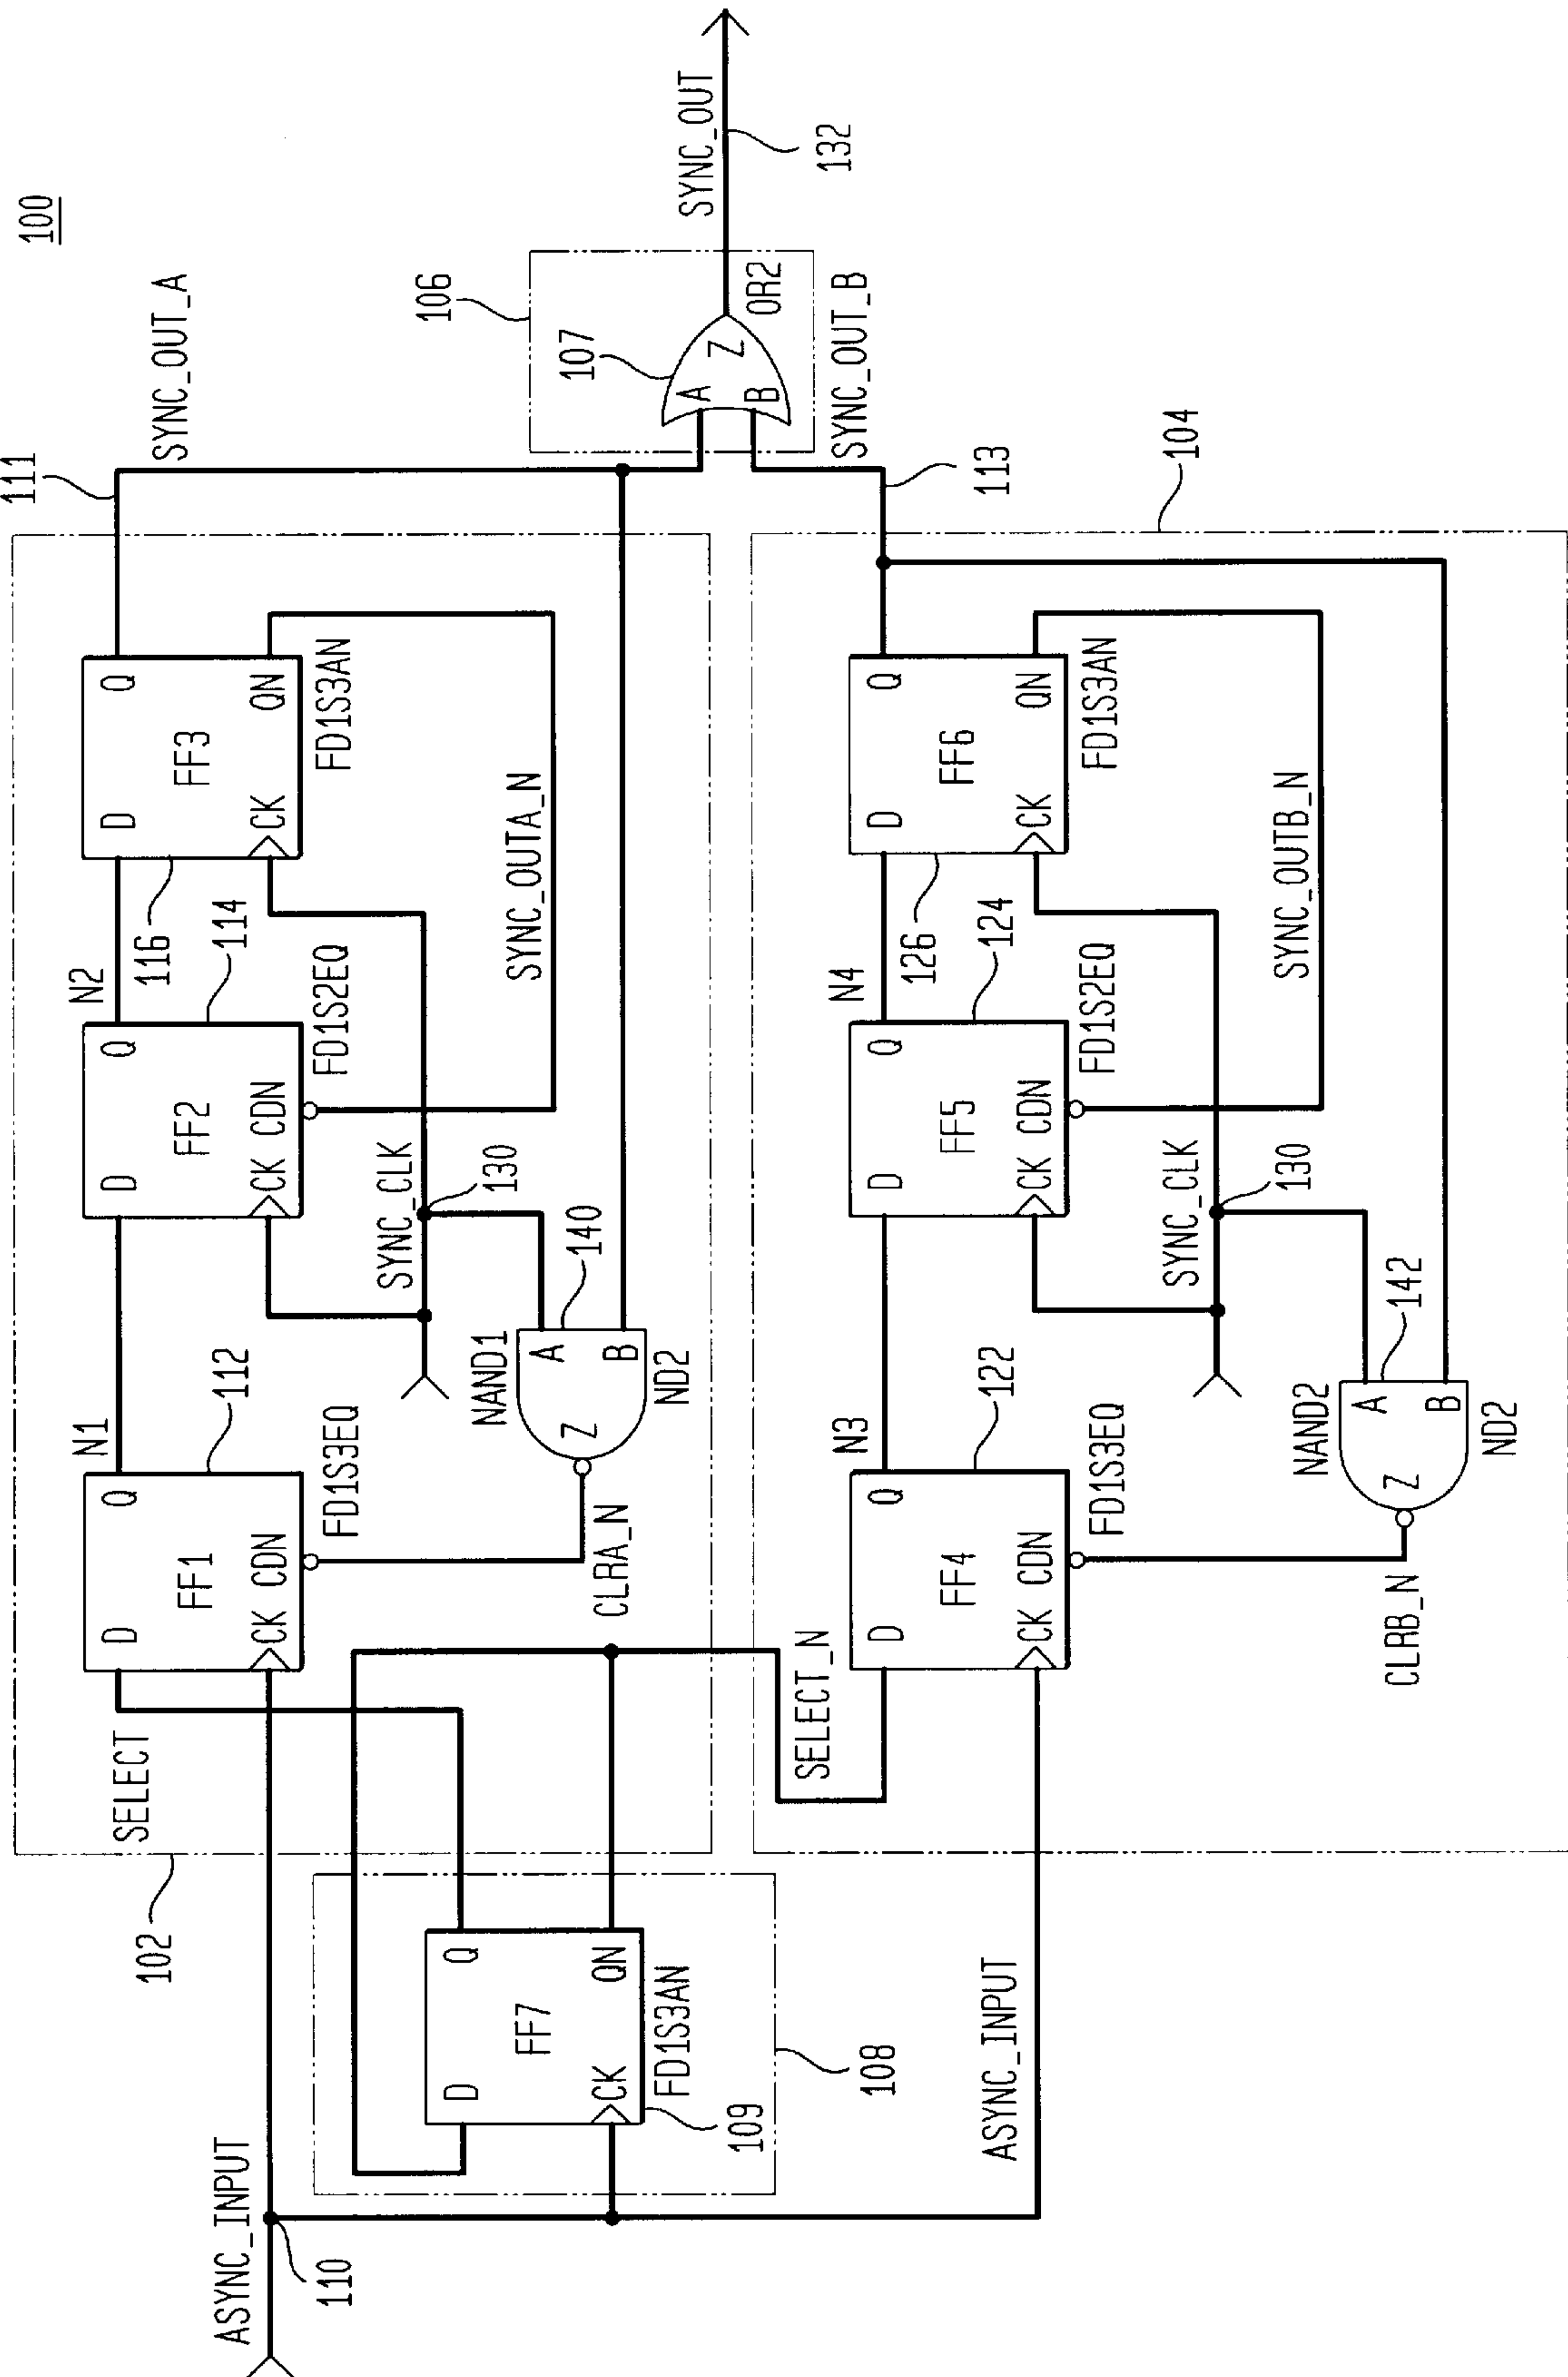 100
SYNC_OUT_A
111
N1
N2
D
Q
FF1
CK CDN
FD1S3EQ
112
D
Q
FF2
CK CDN
FD1S2EQ
114
D
Q
FF3
CK
QN
FD1S3AN
116
SELECT
102
SYNC_CLK
130
SYNC_OUTA_N
NAND1
A
B
Z
ND2
140
CLRA_N
106
107
A
B
Z
OR2
SYNC_OUT
132
SYNC_OUT_B
113
104
ASYNC_INPUT
110
D
Q
FF7
CK
QN
FD1S3AN
109
108
SELECT_N
ASYNC_INPUT
N3
N4
D
Q
FF4
CK CDN
FD1S3EQ
122
D
Q
FF5
CK CDN
FD1S2EQ
124
D
Q
FF6
CK
QN
FD1S3AN
126
SYNC_CLK
130
SYNC_OUTB_N
NAND2
A
B
Z
ND2
142
CLRB_N